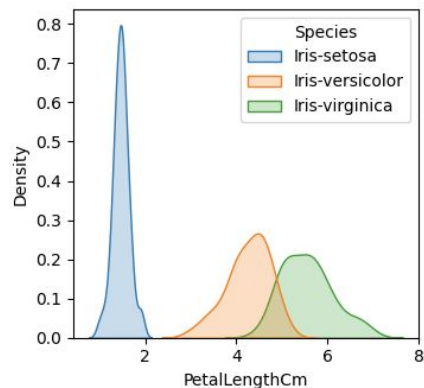 Species
Iris-setosa
Iris-versicolor
Iris-virginica
0.8
0.7
0.6
0.5
0.4
0.3
0.2
0.1
0.0
Density
2
4
6
8
PetalLengthCm